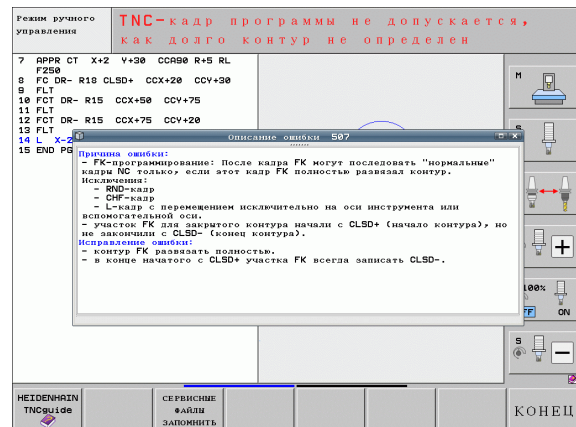 Режим ручного
управления
TNC-кадр программы не допускается,
как долго контур не определен
7 APPR CT X+2 Y+30 CCA90 R+5 RL
F250
8 FC DR- R18 CLSD+ CCX+20 CCY+30
9 FLT
10 FCT DR- R15 CCX+50 CCY+75
11 FLT
12 FCT DR- R15 CCX+75 CCY+20
13 FLT
14 L X-2
15 END PG
Описание ошибки 507
Причина ошибки:
- FK-программирование: После кадра FK могут последовать "нормальные"
кадры NC только, если этот кадр FK полностью развязал контур.
Исключения:
- RND-кадр
- CHF-кадр
- L-кадр с перемещением исключительно на оси инструмента или
вспомогательной оси.
- участок FK для закрытого контура начали с CLSD+ (начало контура), но
не закончили с CLSD- (конец контура).
Исправление ошибки:
- контур FK развязать полностью.
- в конце начатого с CLSD+ участка FK всегда записать CLSD-.
M
S
100%
OFF ON
S
HEIDENHAIN
TNCguide
СЕРВИСНЫЕ
ФАЙЛЫ
ЗАПОМНИТЬ
КОНЕЦ